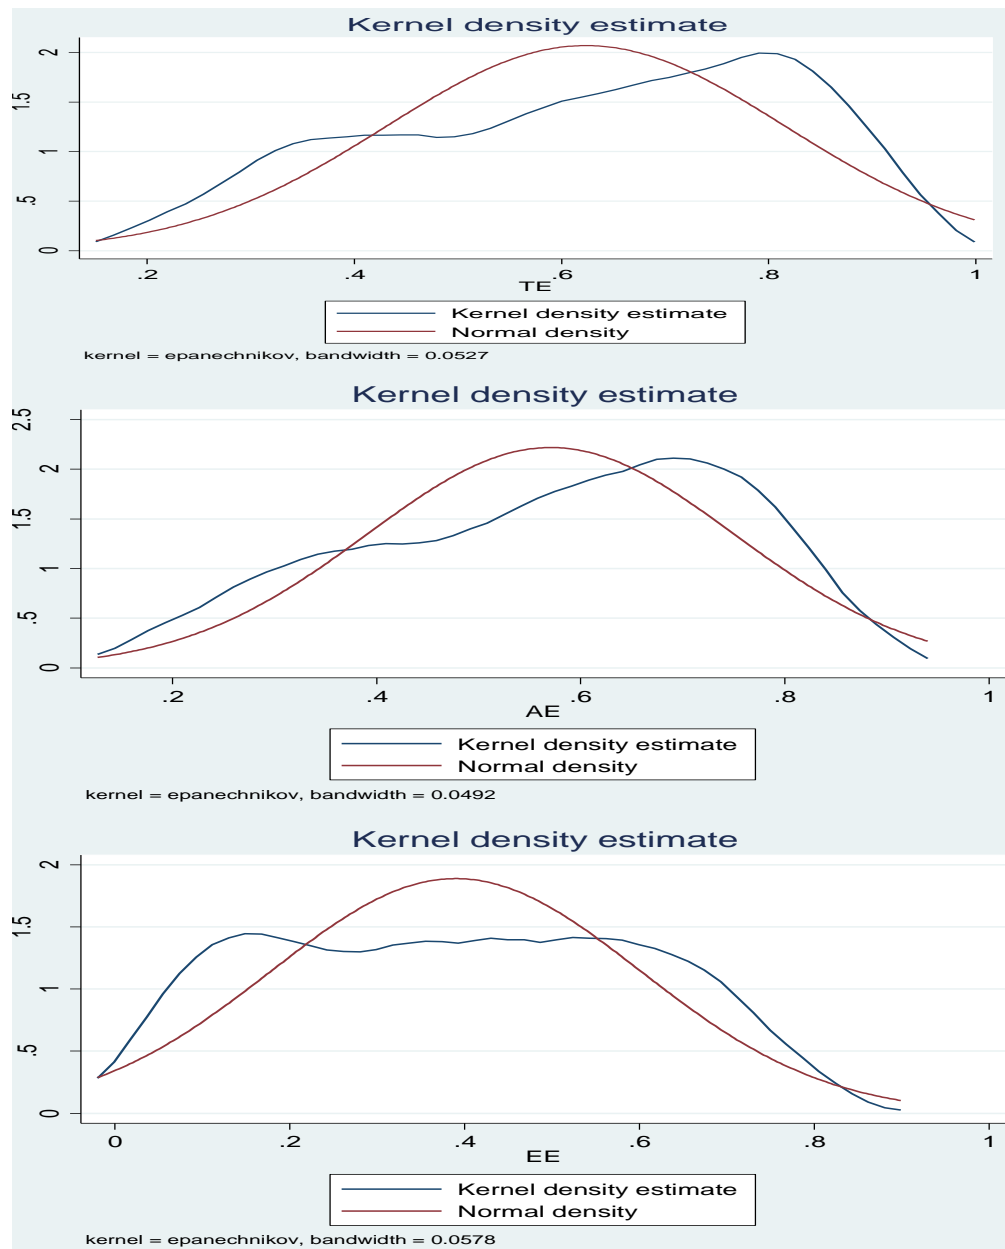 Kernel density estimate
2
1.5
1
.5
0
.2 .4 .6 .8 1
TE
Kernel density estimate
Normal density
kernel = epanechnikov, bandwidth = 0.0527
Kernel density estimate
2.5
2
1.5
1
.5
0
.2 .4 .6 .8 1
AE
Kernel density estimate
Normal density
kernel = epanechnikov, bandwidth = 0.0492
Kernel density estimate
2
1.5
1
.5
0
0 .2 .4 .6 .8 1
EE
Kernel density estimate
Normal density
kernel = epanechnikov, bandwidth = 0.0578